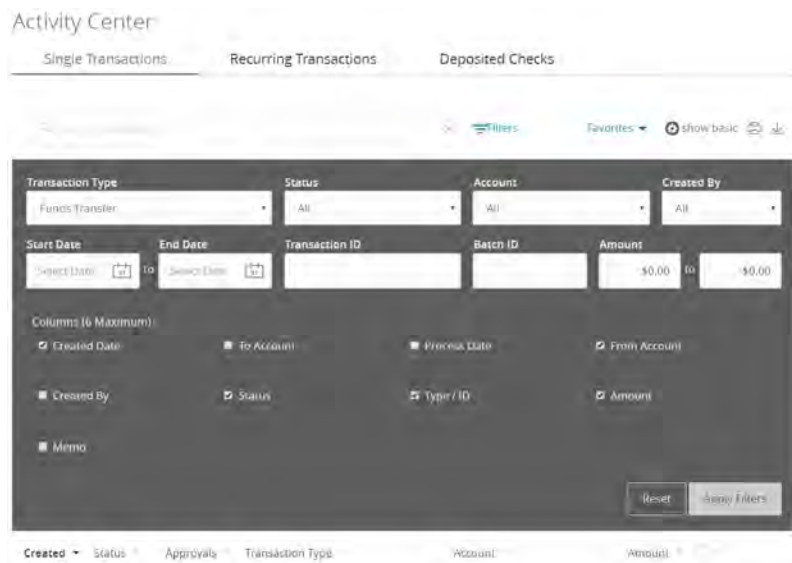 Activity Center
Single Transactions Recurring Transactions Deposited Checks
Filters Favorites show basic
Transaction Type Status Account Created By
Funds Transfer All All All
Start Date End Date Transaction ID Batch ID Amount
Select Date to Select Date $0.00 to $0.00
Columns (6 Maximum)
Created Date To Account Process Date From Account
Created By Status Type / ID Amount
Memo
Reset Apply Filters
Created Status Approvals Transaction Type Account Amount